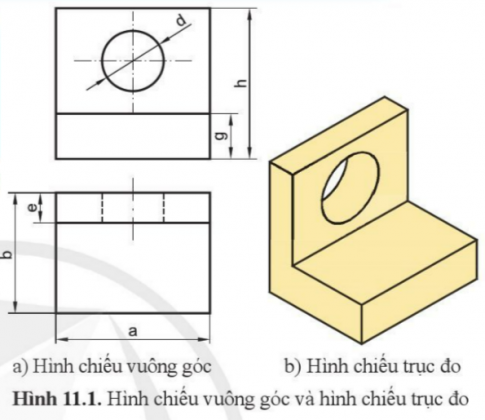 d
h
g
e
b
a
a) Hình chiếu vuông góc
b) Hình chiếu trục đo
Hình 11.1. Hình chiếu vuông góc và hình chiếu trục đo